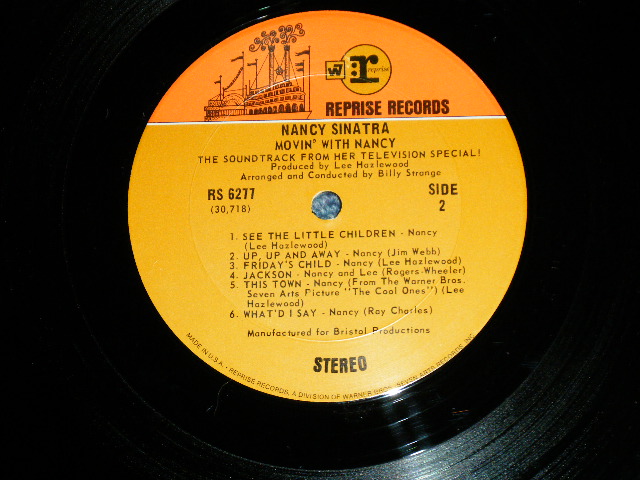 W7 r reprise
REPRISE RECORDS
NANCY SINATRA
MOVIN' WITH NANCY
THE SOUNDTRACK FROM HER TELEVISION SPECIAL!
Produced by Lee Hazlewood
Arranged and Conducted by Billy Strange
RS 6277 SIDE
(30,718) 2
1. SEE THE LITTLE CHILDREN - Nancy
(Lee Hazlewood)
2. UP, UP AND AWAY - Nancy (Jim Webb)
3. FRIDAY'S CHILD - Nancy (Lee Hazlewood)
4. JACKSON - Nancy and Lee (Rogers-Wheeler)
5. THIS TOWN - Nancy (From The Warner Bros.
Seven Arts Picture "The Cool Ones") (Lee
Hazlewood)
6. WHAT'D I SAY - Nancy (Ray Charles)
Manufactured for Bristol Productions
STEREO
MADE IN U.S.A. • REPRISE RECORDS, A DIVISION OF WARNER BROS. SEVEN ARTS RECORDS, INC.